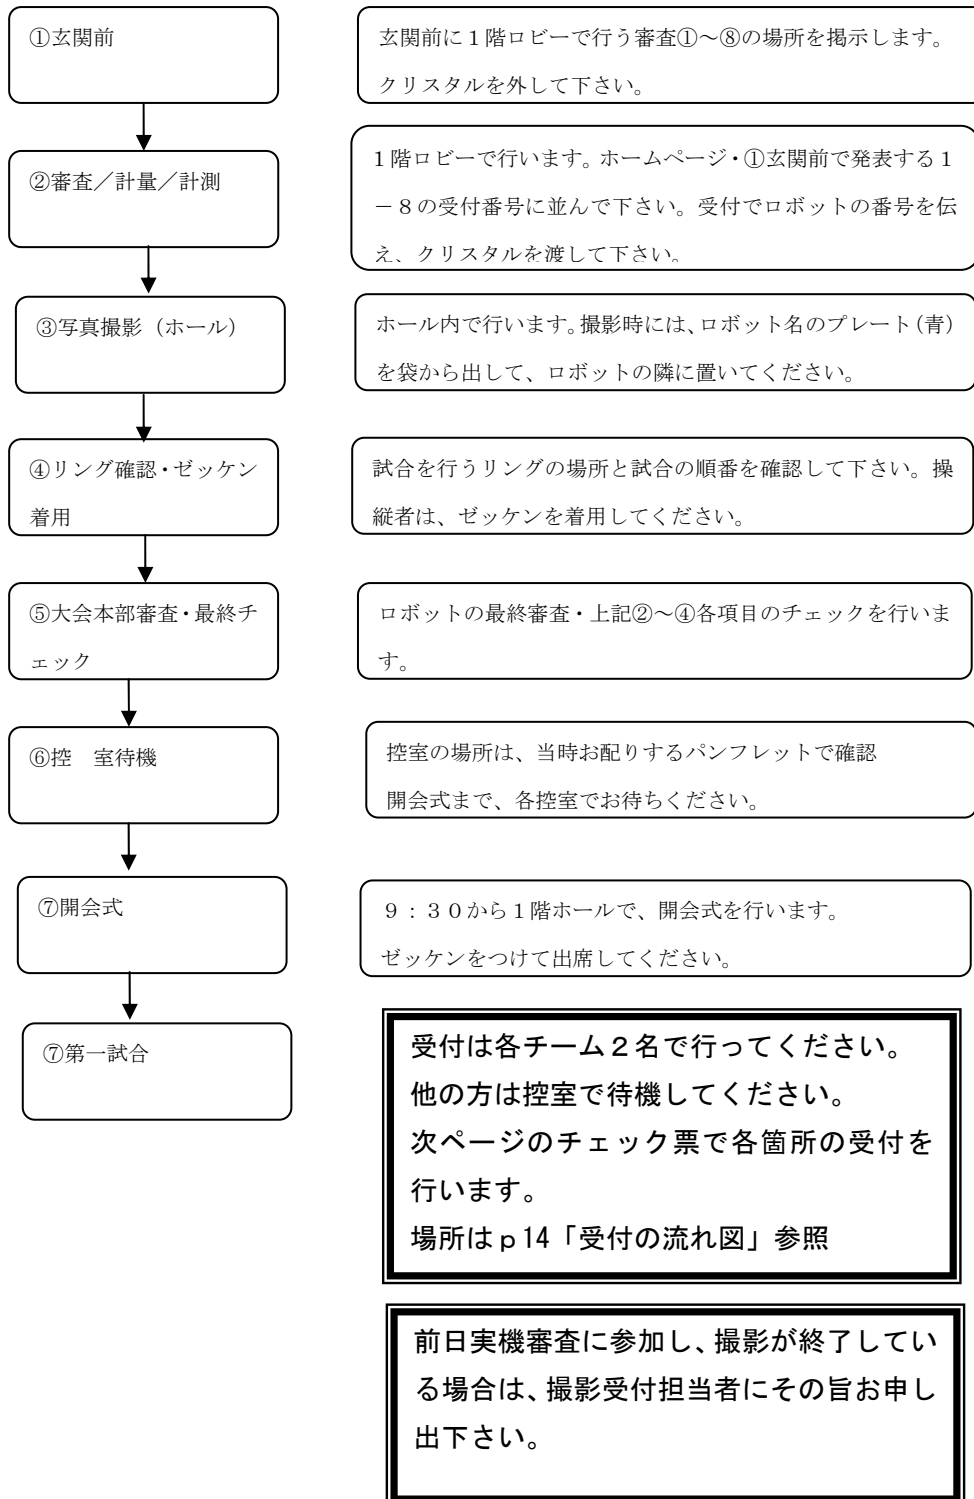 ①玄関前
玄関前に１階ロビーで行う審査①～⑧の場所を掲示します。
クリスタルを外して下さい。
②審査／計量／計測
１階ロビーで行います。ホームページ・①玄関前で発表する１
－８の受付番号に並んで下さい。受付でロボットの番号を伝
え、クリスタルを渡して下さい。
③写真撮影（ホール）
ホール内で行います。撮影時には、ロボット名のプレート（青）
を袋から出して、ロボットの隣に置いてください。
④リング確認・ゼッケン
着用
試合を行うリングの場所と試合の順番を確認して下さい。操
縦者は、ゼッケンを着用してください。
⑤大会本部審査・最終チ
ェック
ロボットの最終審査・上記②～④各項目のチェックを行いま
す。
⑥控　室待機
控室の場所は、当時お配りするパンフレットで確認
開会式まで、各控室でお待ちください。
⑦開会式
９：３０から１階ホールで、開会式を行います。
ゼッケンをつけて出席してください。
⑦第一試合
受付は各チーム２名で行ってください。
他の方は控室で待機してください。
次ページのチェック票で各箇所の受付を
行います。
場所はｐ14「受付の流れ図」参照
前日実機審査に参加し、撮影が終了してい
る場合は、撮影受付担当者にその旨お申し
出下さい。